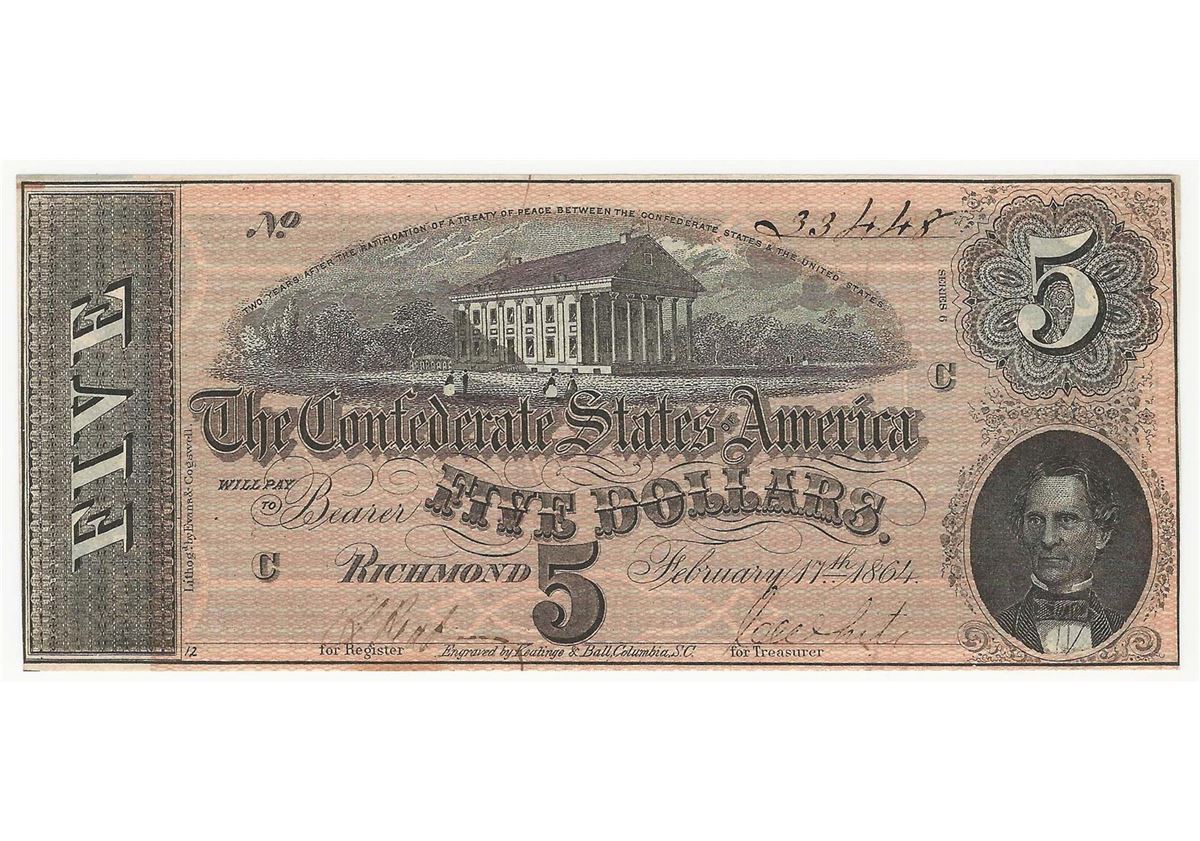 No 33448
TWO YEARS AFTER THE RATIFICATION OF A TREATY OF PEACE BETWEEN THE CONFEDERATE STATES & THE UNITED STATES
5
SERIES 6
FIVE
C
The Confederate States of America
WILL PAY TO Bearer FIVE DOLLARS.
Lithog'd by Evans & Cogswell.
C
RICHMOND 5 February 17th 1864.
12
for Register Engraved by Keatinge & Ball, Columbia, S.C. for Treasurer